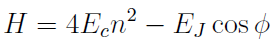 H = 4E_c n^2 − E_J cos ϕ